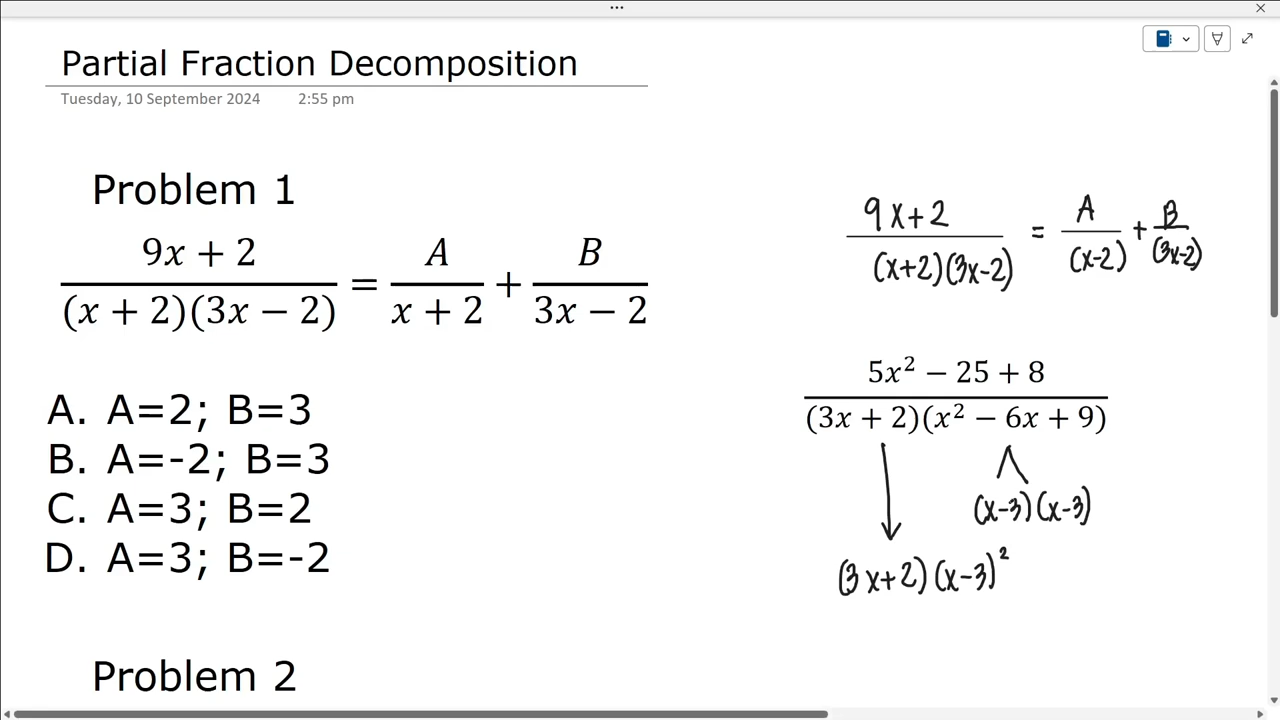 Partial Fraction Decomposition
Tuesday, 10 September 2024 2:55 pm
Problem 1
9x + 2
(x + 2)(3x − 2)
=
A
x + 2
+
B
3x − 2
A. A=2; B=3
B. A=-2; B=3
C. A=3; B=2
D. A=3; B=-2
Problem 2
9x+2
(x+2)(3x-2)
=
A
(x-2)
+
B
(3x-2)
5x² − 25 + 8
(3x + 2)(x² − 6x + 9)
(x-3)(x-3)
(3x+2)(x-3)²